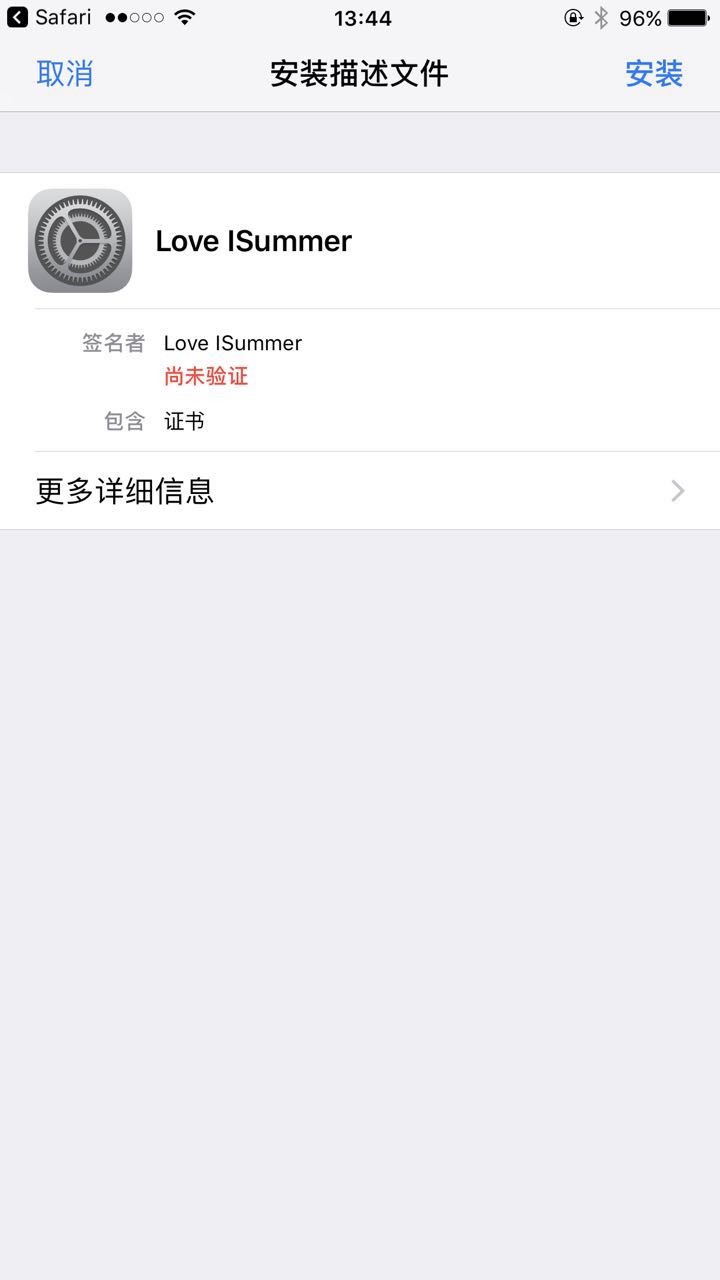 Safari 13:44 96%
取消 安装描述文件 安装
Love ISummer
签名者 Love ISummer
尚未验证
包含 证书
更多详细信息